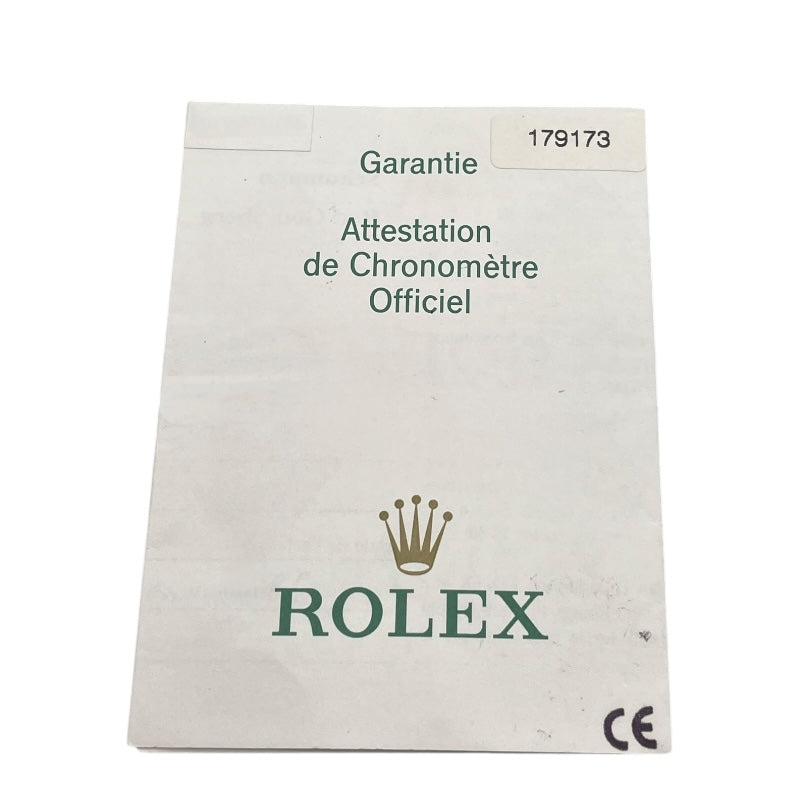 179173
Garantie
Attestation
de Chronomètre
Officiel
ROLEX
CE